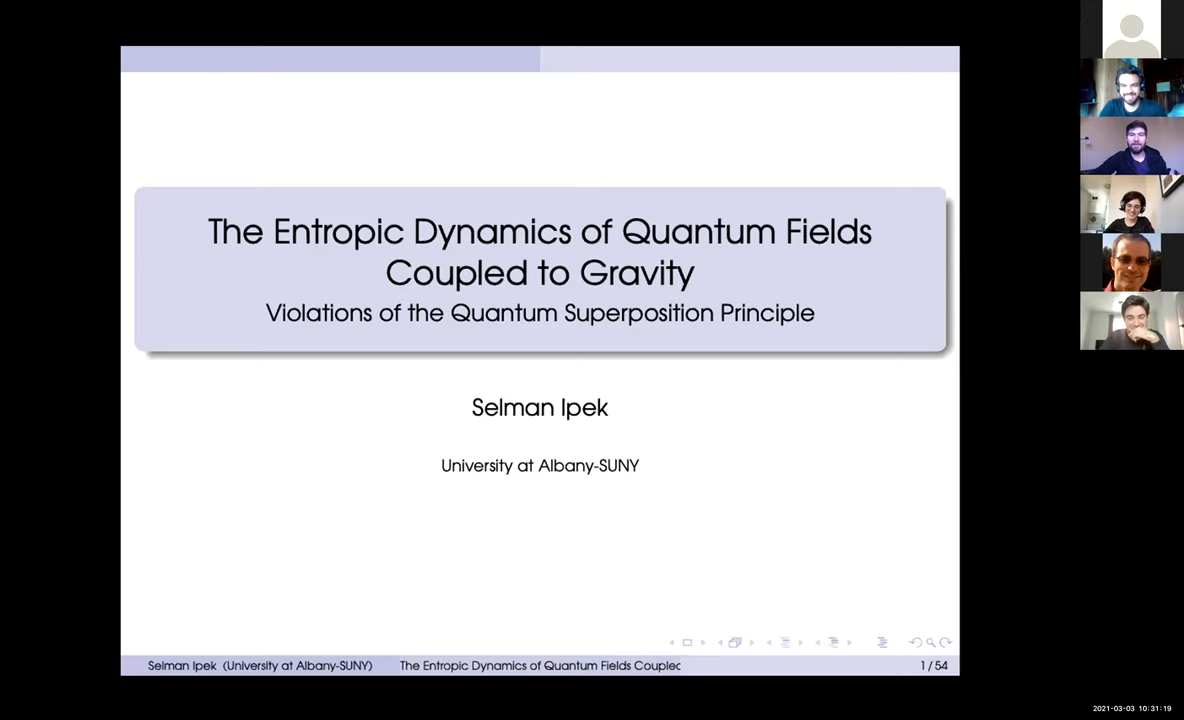 The Entropic Dynamics of Quantum Fields
Coupled to Gravity
Violations of the Quantum Superposition Principle
Selman Ipek
University at Albany-SUNY
Selman Ipek (University at Albany-SUNY)
The Entropic Dynamics of Quantum Fields Coupled
1 / 54
2021-03-03 10:31:19